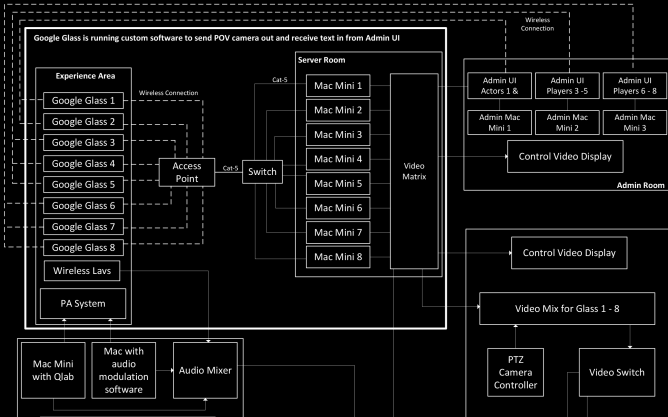 Wireless
Connection
Google Glass is running custom software to send POV camera out and receive text in from Admin UI
Experience Area
Google Glass 1
Google Glass 2
Google Glass 3
Google Glass 4
Google Glass 5
Google Glass 6
Google Glass 7
Google Glass 8
Wireless Lavs
PA System
Wireless Connection
Access
Point
Cat-5
Switch
Server Room
Cat-5
Mac Mini 1
Mac Mini 2
Mac Mini 3
Mac Mini 4
Mac Mini 5
Mac Mini 6
Mac Mini 7
Mac Mini 8
Video
Matrix
Admin UI
Actors 1 &
Admin UI
Players 3 -5
Admin UI
Players 6 - 8
Admin Mac
Mini 1
Admin Mac
Mini 2
Admin Mac
Mini 3
Control Video Display
Admin Room
Control Video Display
Video Mix for Glass 1 - 8
PTZ
Camera
Controller
Video Switch
Mac Mini
with Qlab
Mac with
audio
modulation
software
Audio Mixer